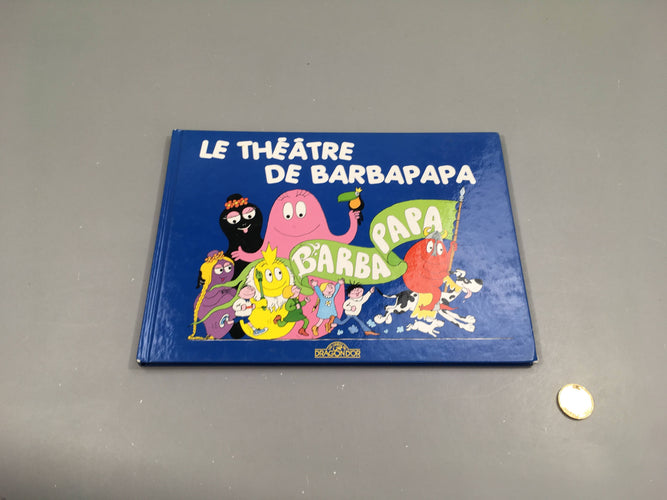 LE THÉÂTRE
DE BARBAPAPA
BARBA
PAPA
DRAGON D'OR